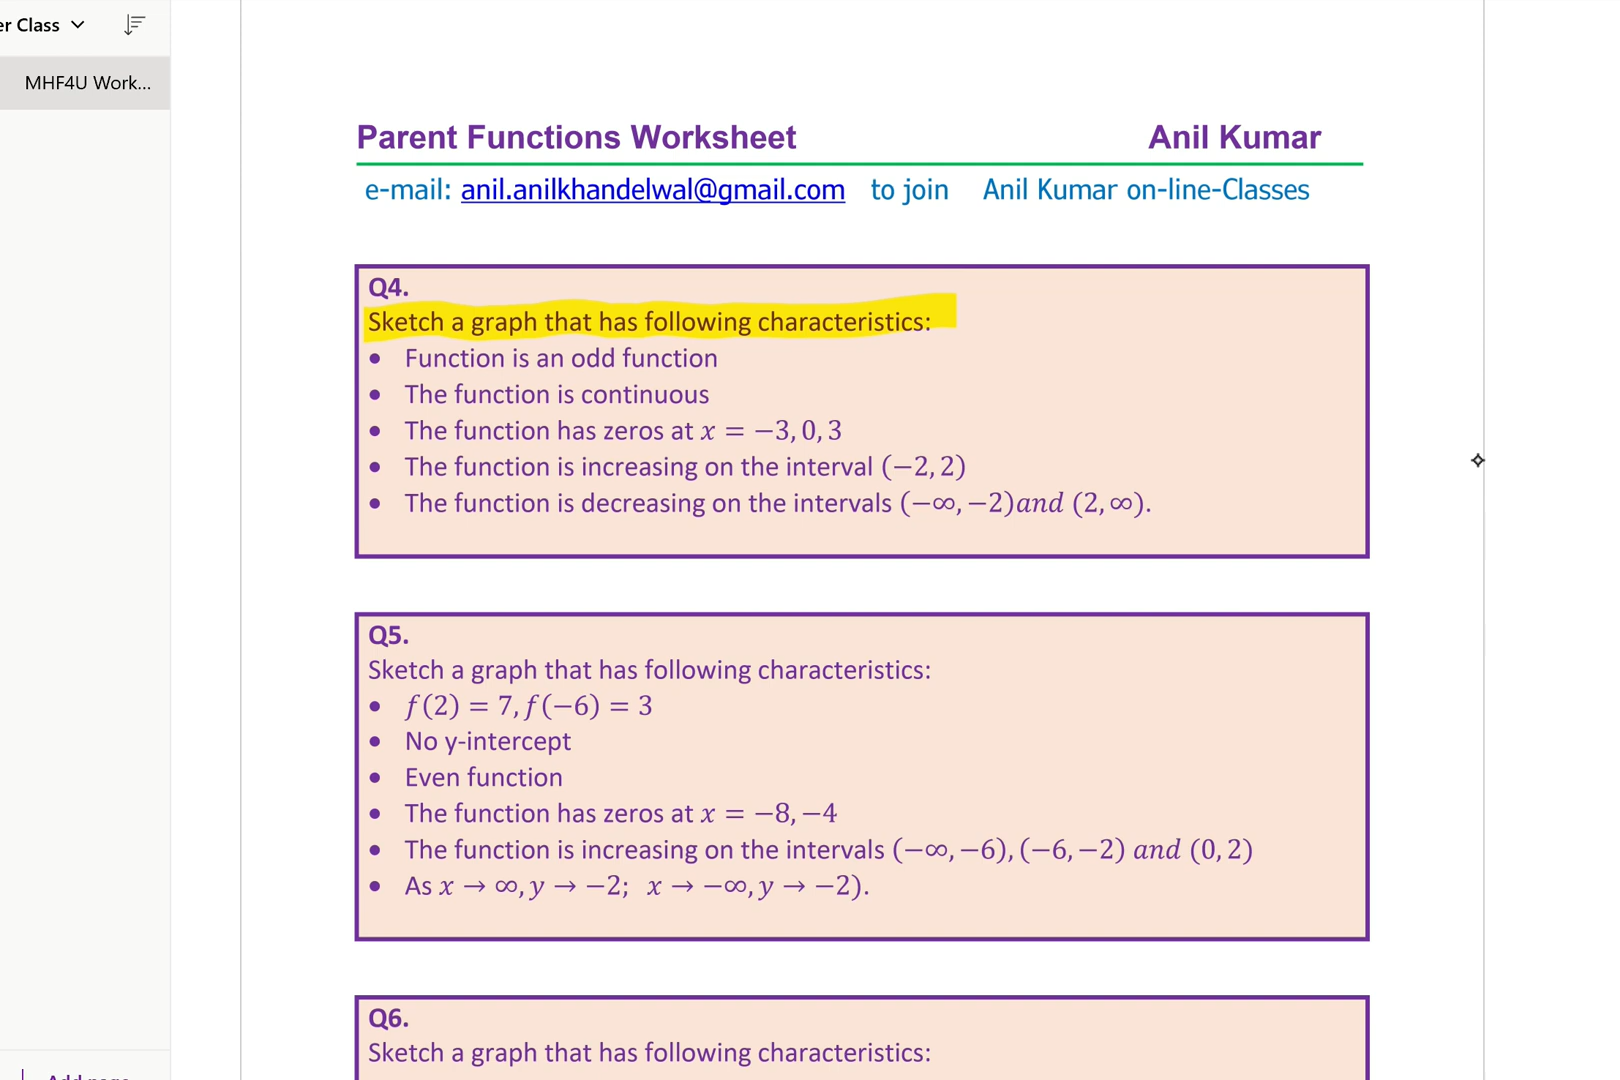 er Class
MHF4U Work...
Parent Functions Worksheet Anil Kumar
e-mail: anil.anilkhandelwal@gmail.com to join Anil Kumar on-line-Classes
Q4.
Sketch a graph that has following characteristics:
• Function is an odd function
• The function is continuous
• The function has zeros at x = −3, 0, 3
• The function is increasing on the interval (−2, 2)
• The function is decreasing on the intervals (−∞, −2)and (2, ∞).
Q5.
Sketch a graph that has following characteristics:
• f(2) = 7, f(−6) = 3
• No y-intercept
• Even function
• The function has zeros at x = −8, −4
• The function is increasing on the intervals (−∞, −6), (−6, −2) and (0, 2)
• As x → ∞, y → −2; x → −∞, y → −2).
Q6.
Sketch a graph that has following characteristics:
Add page